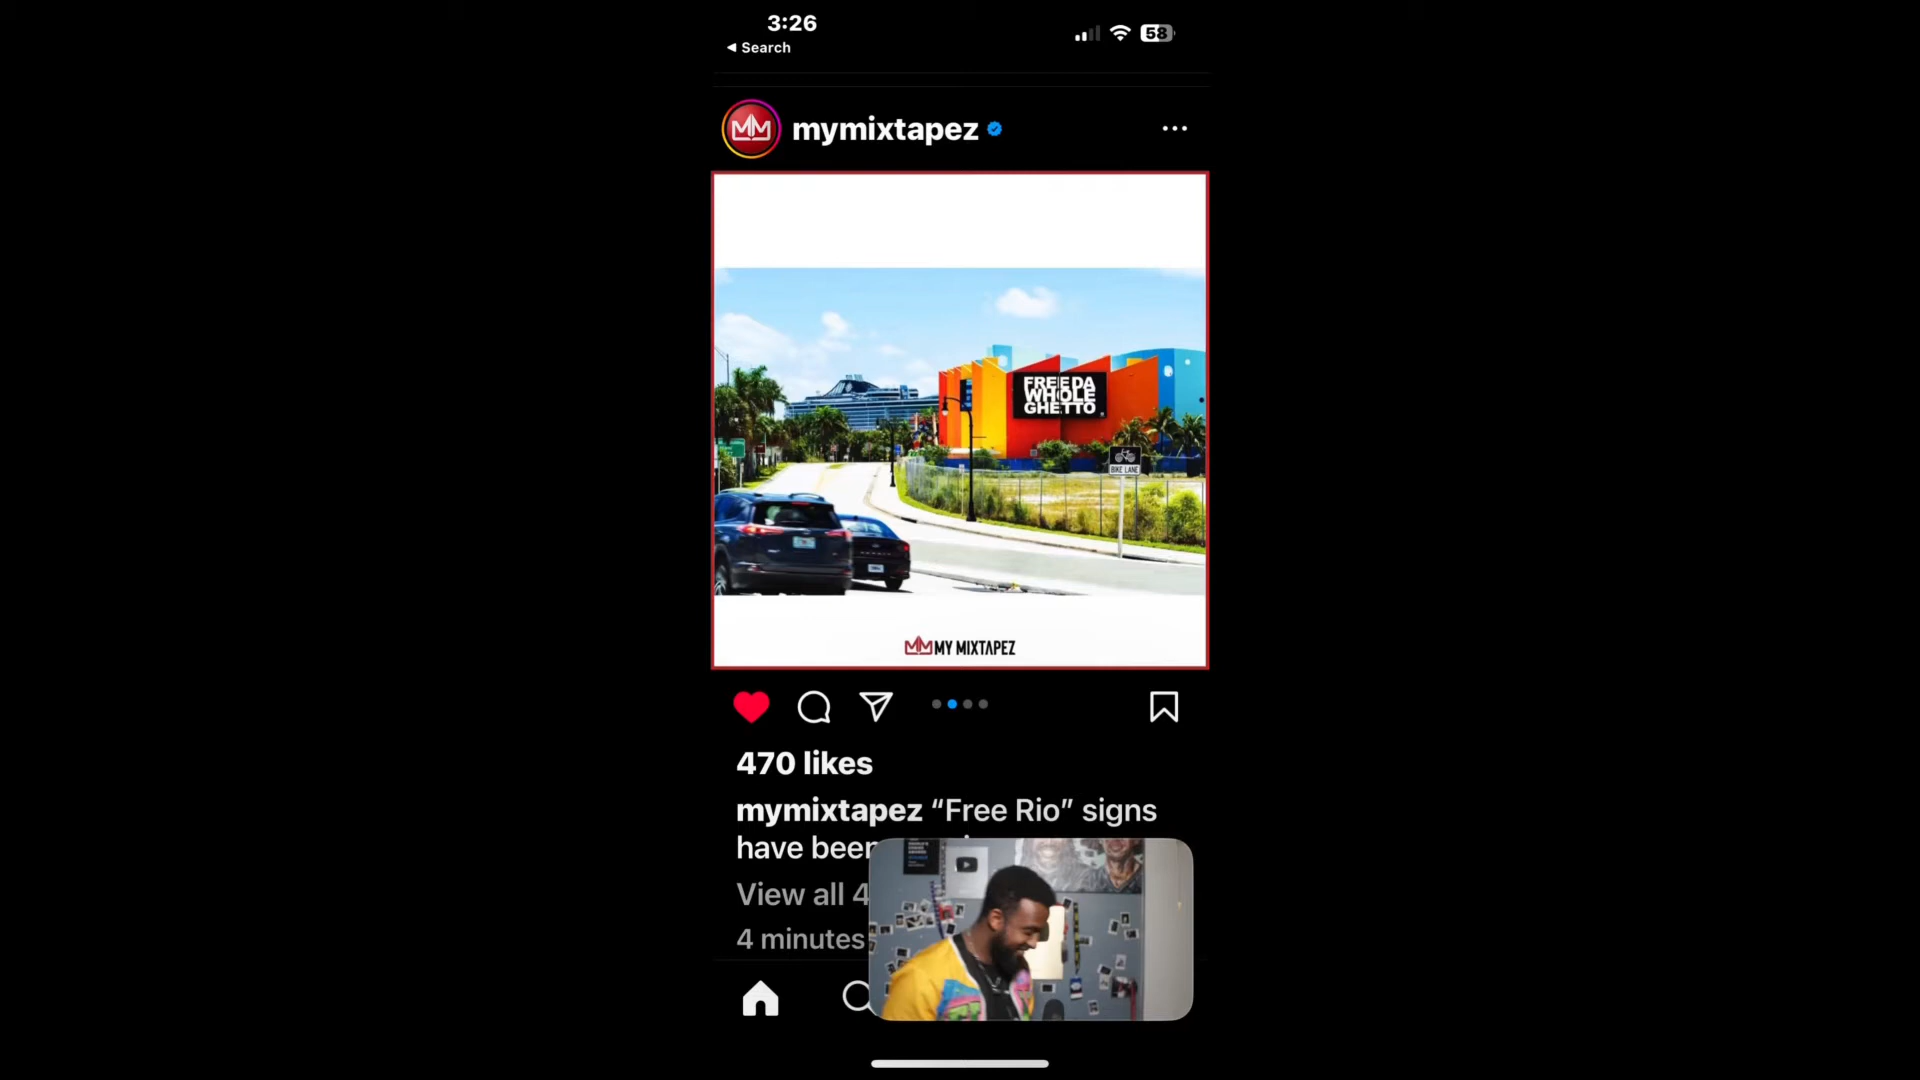 3:26
58
◀ Search
mymixtapez
FREE DA
WHOLE
GHETTO
BIKE LANE
MY MIXTAPEZ
470 likes
mymixtapez “Free Rio” signs
have been
View all 4
4 minutes